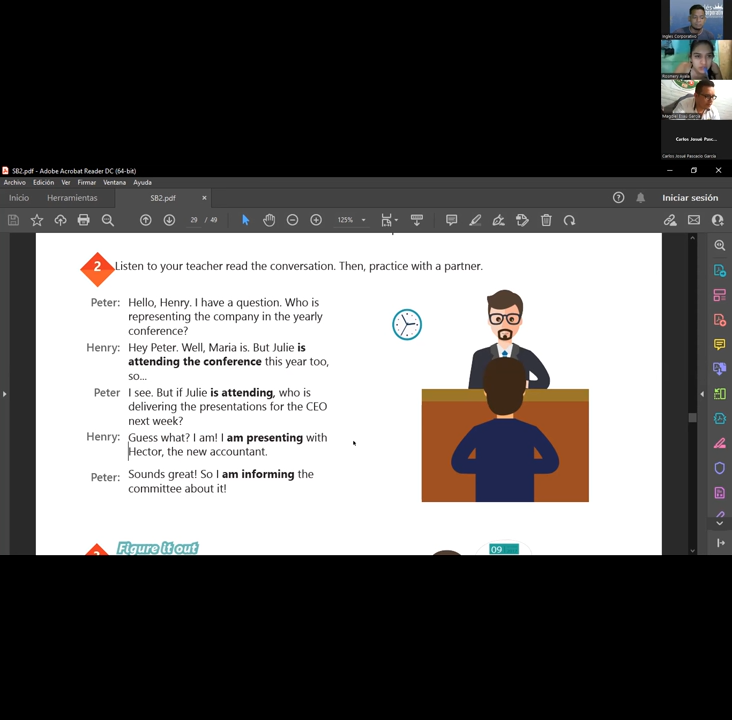 Inglés Corporativo
Rosmery Ayala
Carlos Josué Pasc...
Carlos Josué Pascacio García
SB2.pdf - Adobe Acrobat Reader DC (64-bit)
Archivo Edición Ver Firmar Ventana Ayuda
Inicio Herramientas SB2.pdf × Iniciar sesión
29 / 49 125%
2 Listen to your teacher read the conversation. Then, practice with a partner.
Peter: Hello, Henry. I have a question. Who is
representing the company in the yearly
conference?
Henry: Hey Peter. Well, Maria is. But Julie is
attending the conference this year too,
so...
Peter I see. But if Julie is attending, who is
delivering the presentations for the CEO
next week?
Henry: Guess what? I am! I am presenting with
Hector, the new accountant.
Peter: Sounds great! So I am informing the
committee about it!
Figure it out
09